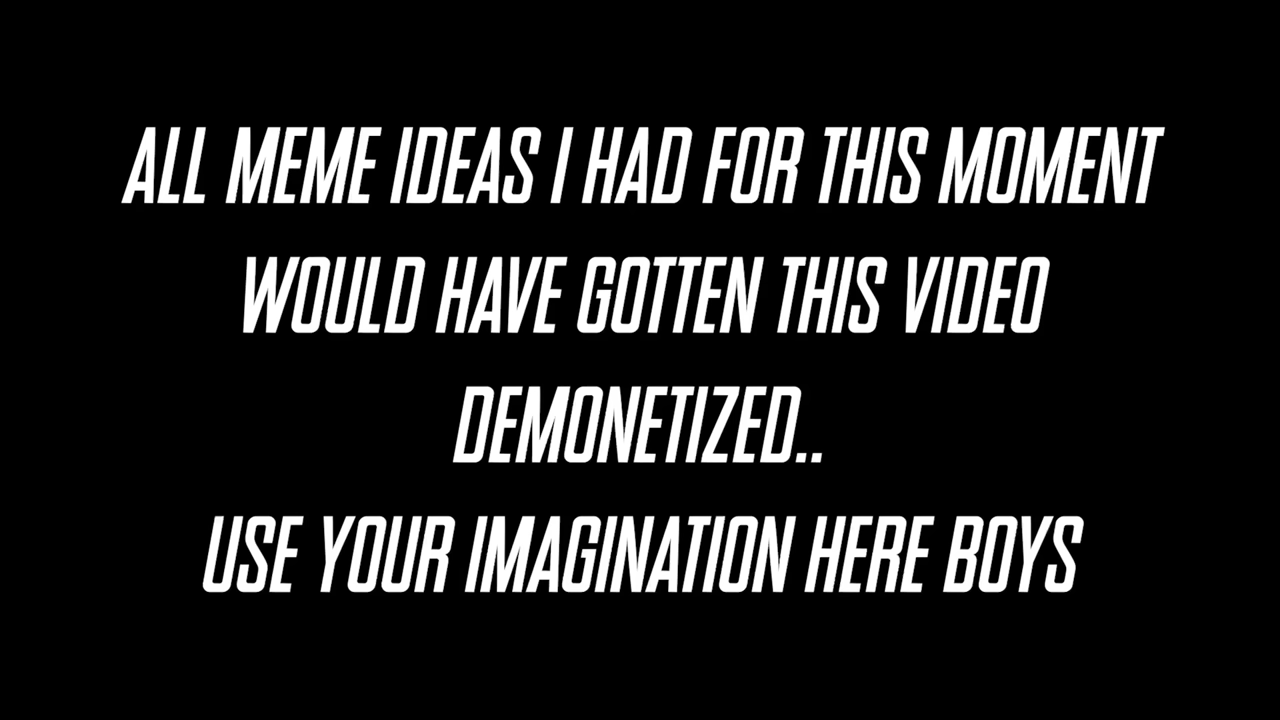 ALL MEME IDEAS I HAD FOR THIS MOMENT
WOULD HAVE GOTTEN THIS VIDEO
DEMONETIZED..
USE YOUR IMAGINATION HERE BOYS